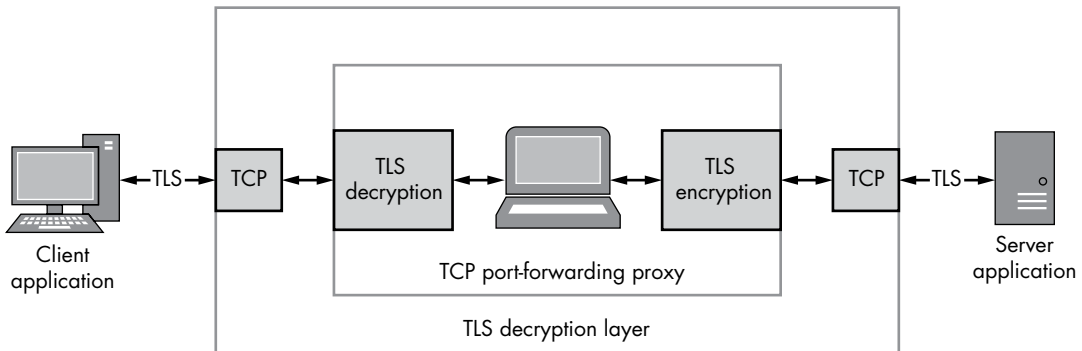 TLS
TCP
TLS
decryption
TLS
encryption
TCP
TLS
Client
application
Server
application
TCP port-forwarding proxy
TLS decryption layer